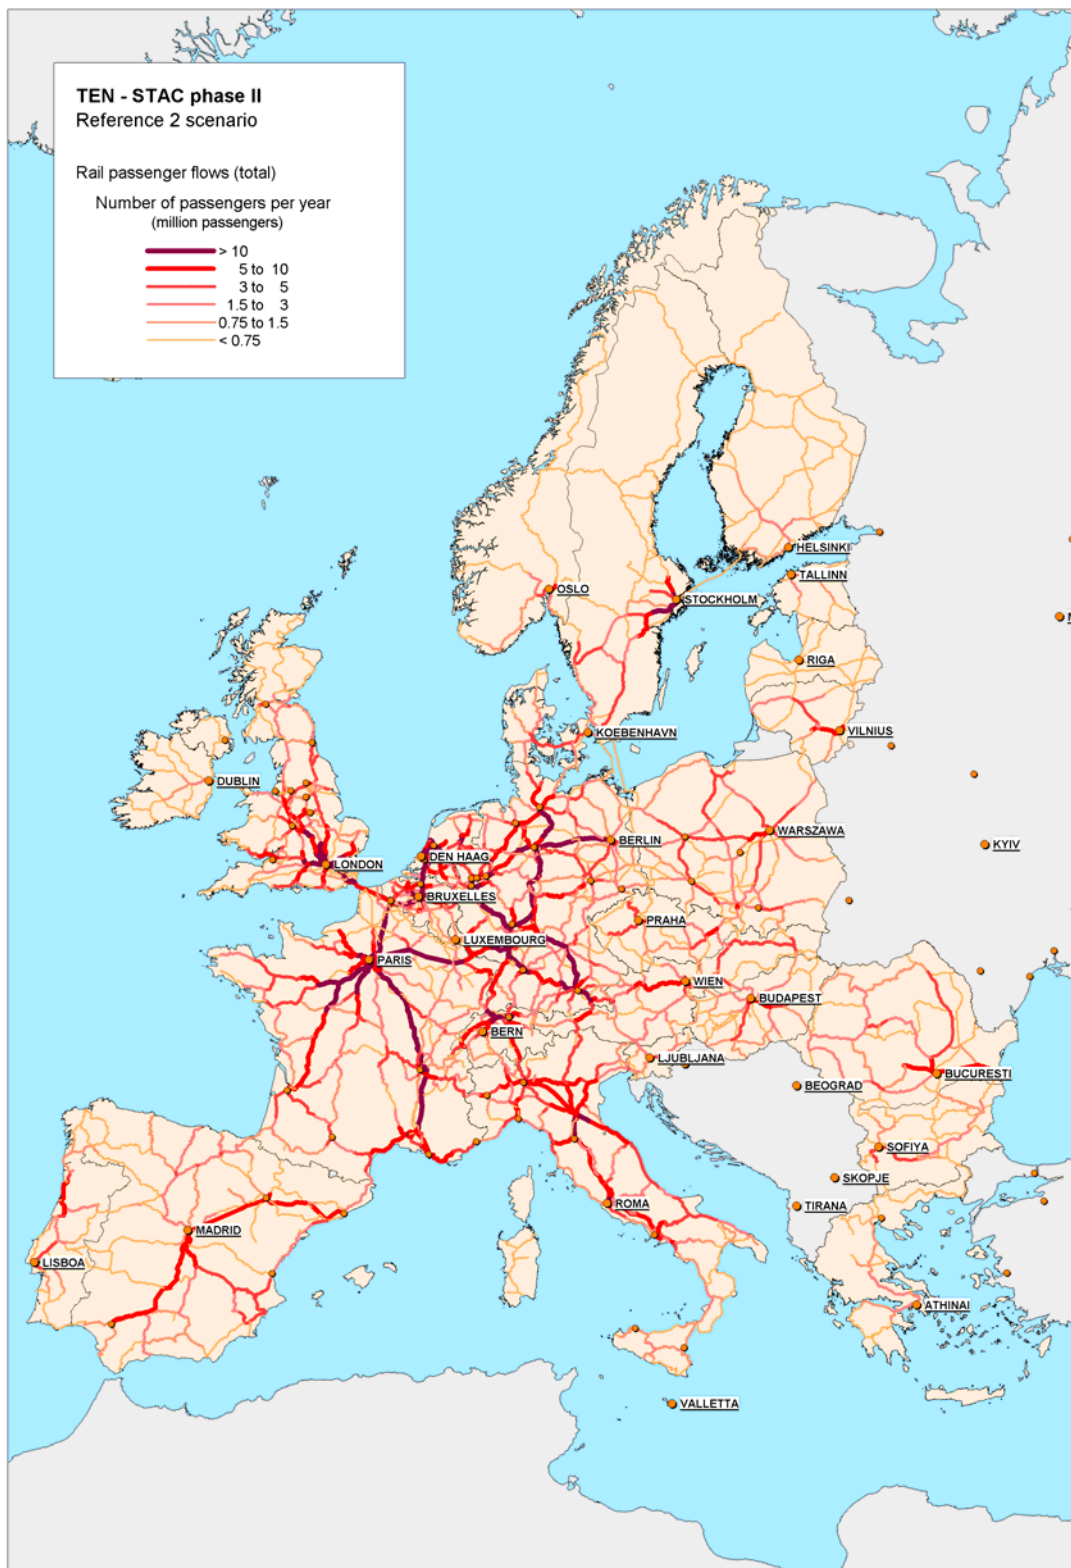 TEN - STAC phase II
Reference 2 scenario
Rail passenger flows (total)
Number of passengers per year
(million passengers)
> 10
5 to 10
3 to 5
1.5 to 3
0.75 to 1.5
< 0.75
HELSINKI
TALLINN
OSLO
STOCKHOLM
M
RIGA
KOEBENHAVN
VILNIUS
DUBLIN
WARSZAWA
BERLIN
KYIV
DEN HAAG
LONDON
BRUXELLES
PRAHA
LUXEMBOURG
PARIS
WIEN
BUDAPEST
BERN
LJUBLJANA
BUCURESTI
BEOGRAD
SOFIYA
SKOPJE
ROMA
TIRANA
MADRID
LISBOA
ATHINAI
VALLETTA